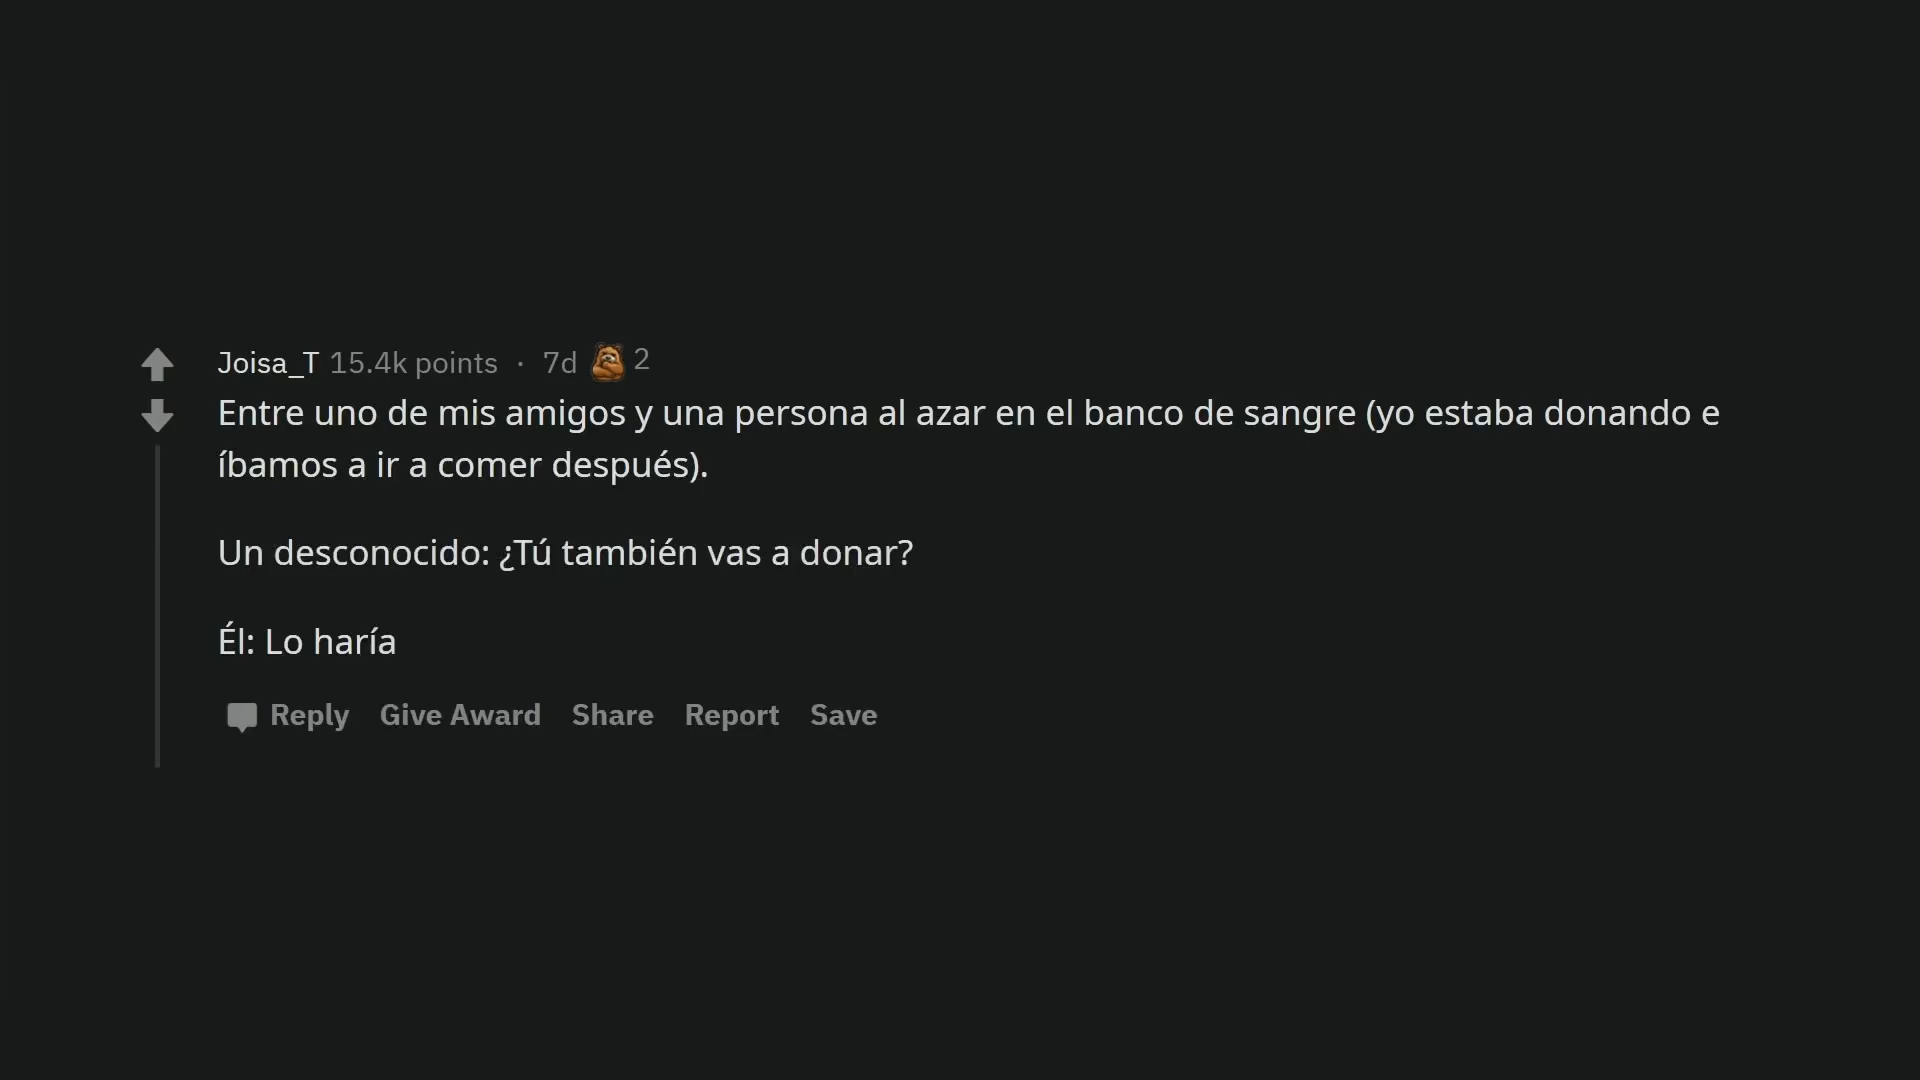 Joisa_T 15.4k points · 7d 2
Entre uno de mis amigos y una persona al azar en el banco de sangre (yo estaba donando e
íbamos a ir a comer después).
Un desconocido: ¿Tú también vas a donar?
Él: Lo haría
Reply Give Award Share Report Save